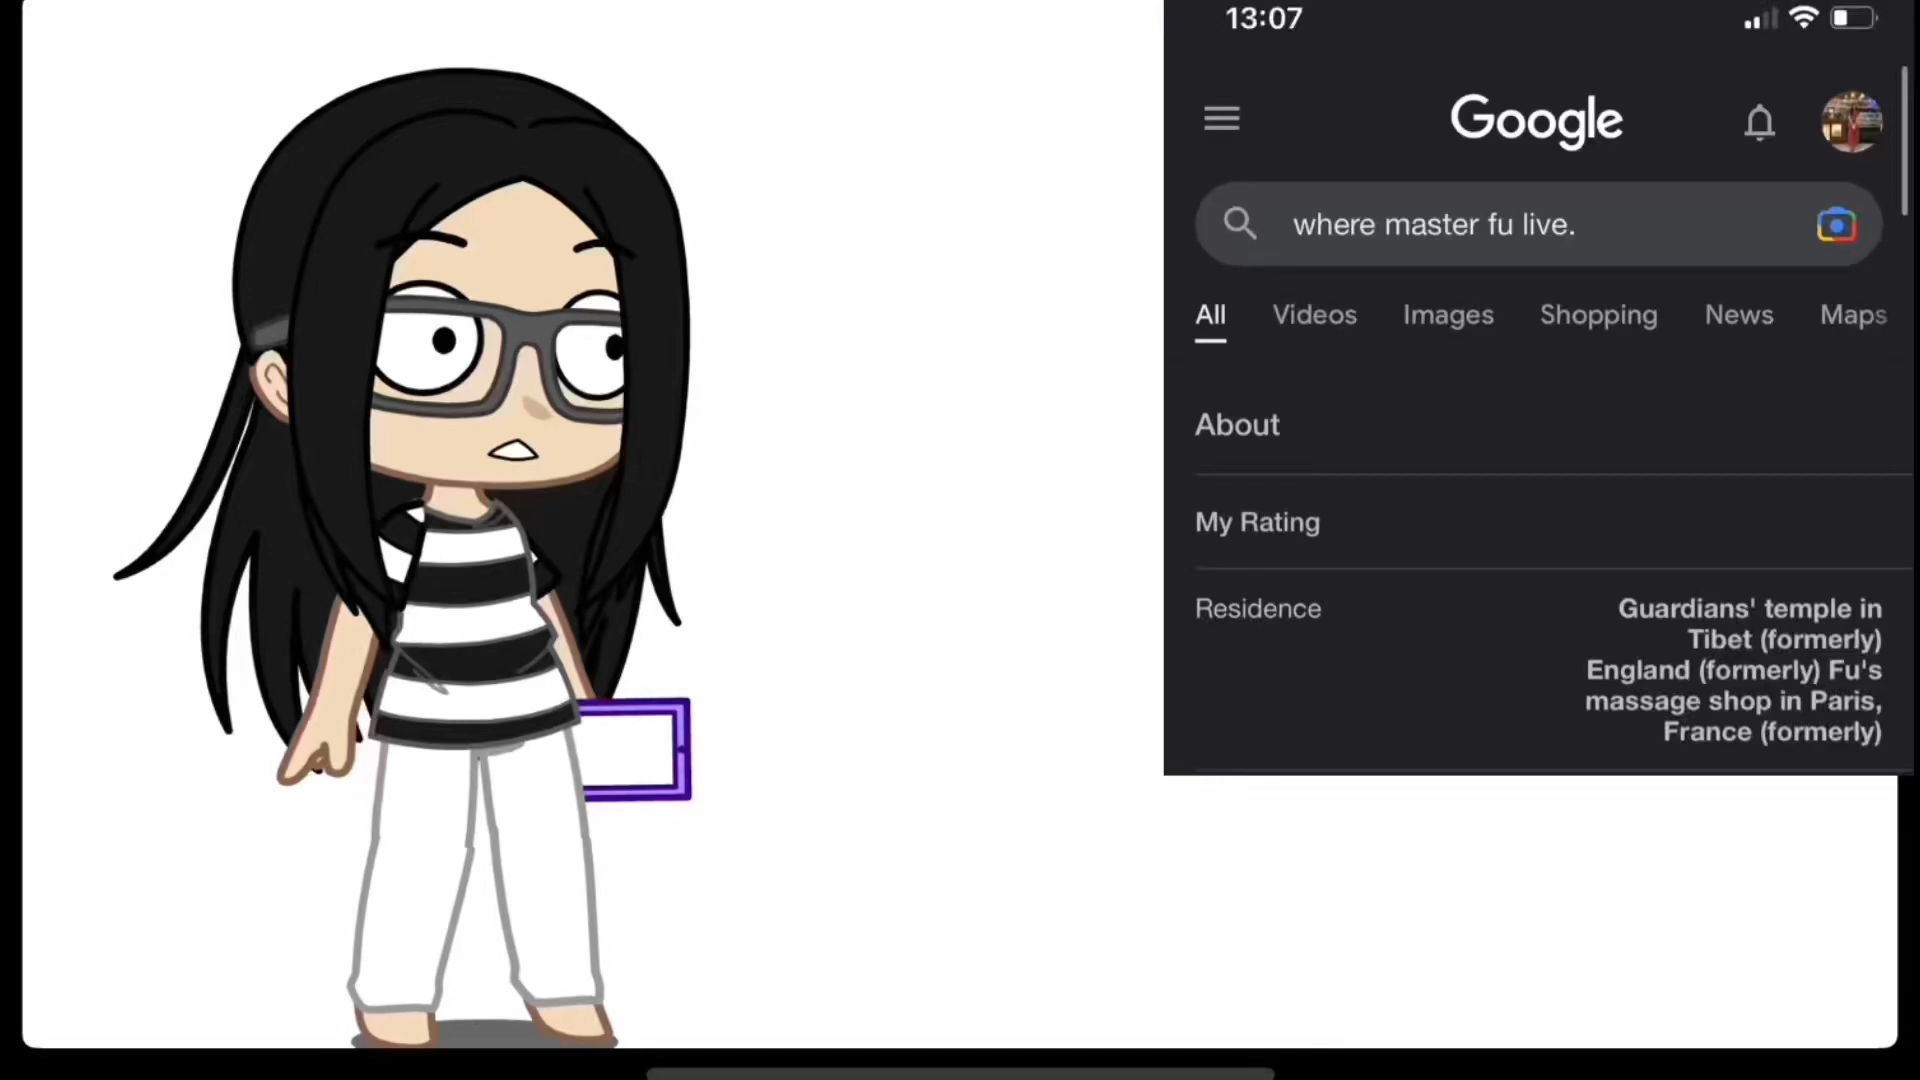 13:07
Google
where master fu live.
All Videos Images Shopping News Maps
About
My Rating
Residence
Guardians' temple in
Tibet (formerly)
England (formerly) Fu's
massage shop in Paris,
France (formerly)